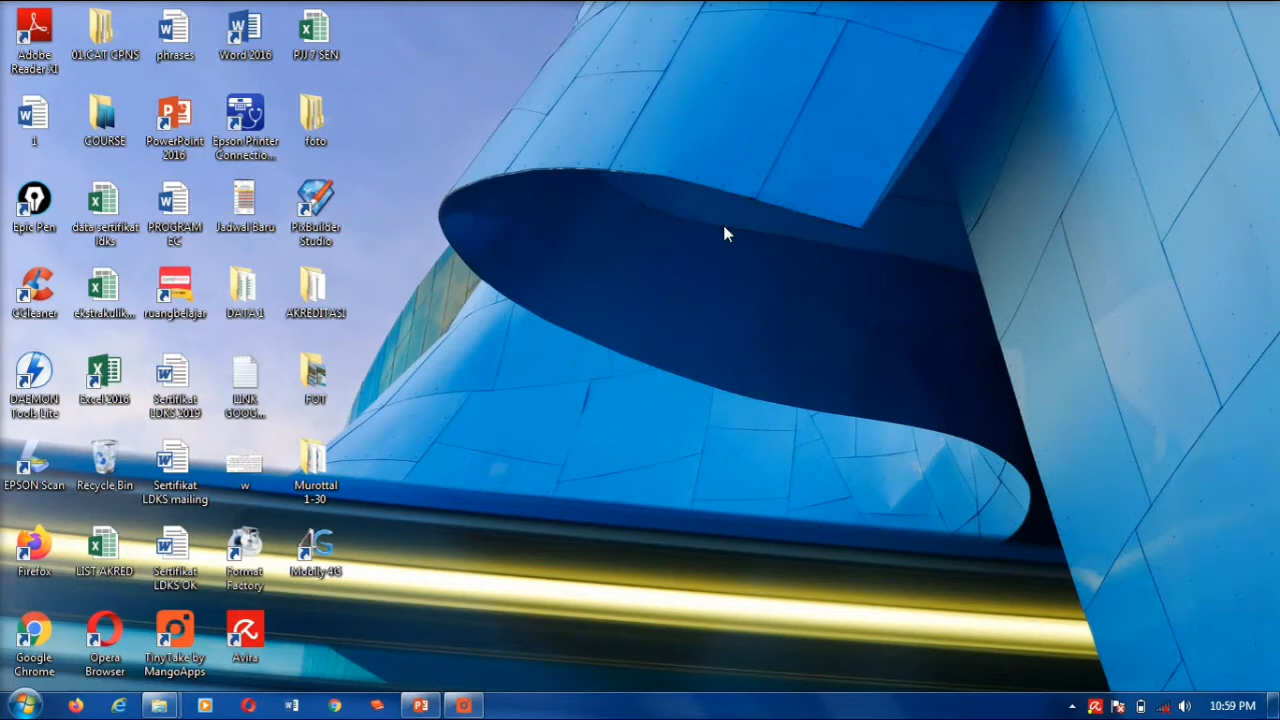 Adobe
Reader XI
01.CAT CPNS
phrases
Word 2016
PJJ 7 SEN
1
COURSE
PowerPoint
2016
Epson Printer
Connectio...
foto
Epic Pen
data sertifikat
ldks
PROGRAM
EC
Jadwal Baru
PixBuilder
Studio
CCleaner
ekstrakulik...
ruangbelajar
DATA 1
AKREDITASI
DAEMON
Tools Lite
Excel 2016
Sertifikat
LDKS 2019
LINK
GOOG...
FOT
EPSON Scan
Recycle Bin
Sertifikat
LDKS mailing
w
Murottal
1-30
Firefox
LIST AKRED
Sertifikat
LDKS OK
Format
Factory
Mobily 4G
Google
Chrome
Opera
Browser
TinyTake by
MangoApps
Avira
10:59 PM